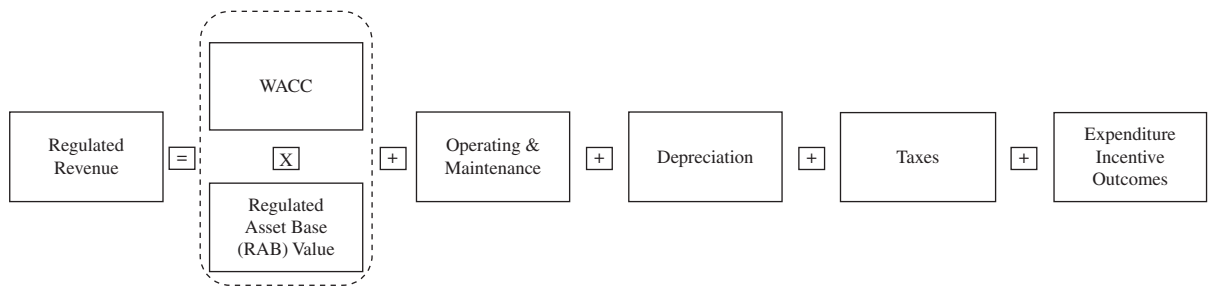 Regulated
Revenue
=
WACC
X
Regulated
Asset Base
(RAB) Value
+
Operating &
Maintenance
+
Depreciation
+
Taxes
+
Expenditure
Incentive
Outcomes